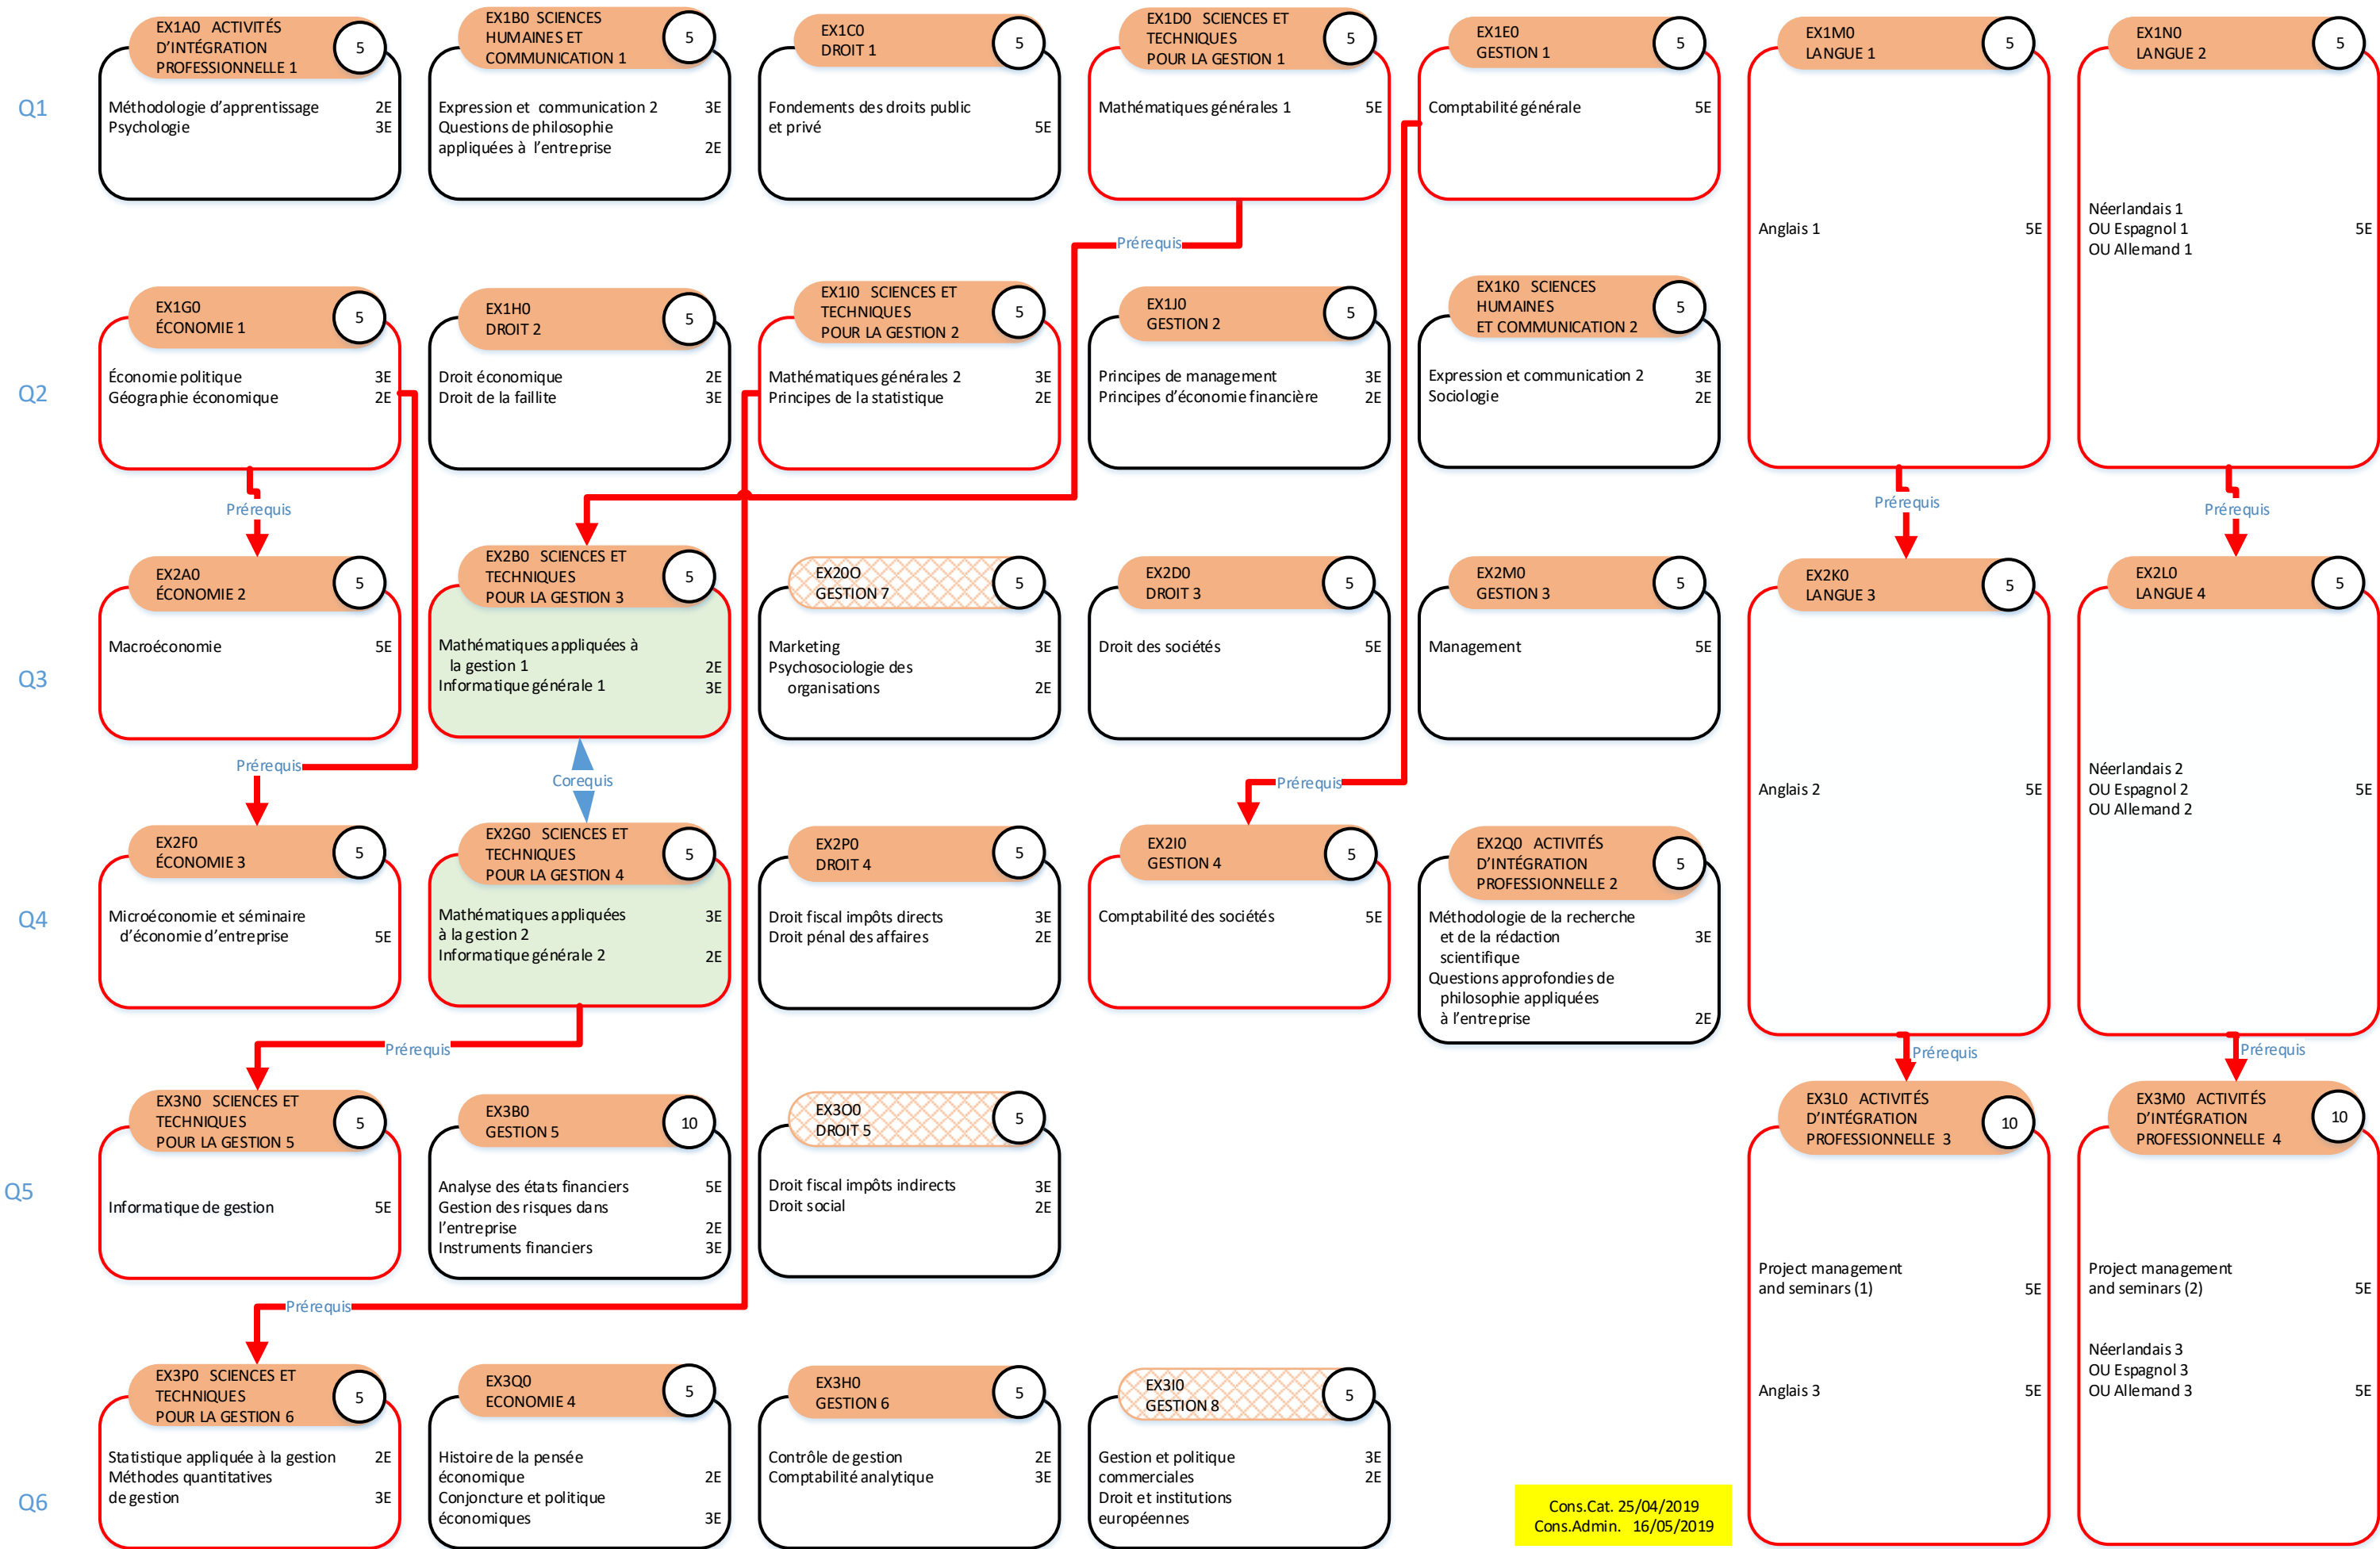 EX1A0 ACTIVITÉS
D'INTÉGRATION
PROFESSIONNELLE 1
5
EX1B0 SCIENCES
HUMAINES ET
COMMUNICATION 1
5
EX1C0
DROIT 1
5
EX1D0 SCIENCES ET
TECHNIQUES
POUR LA GESTION 1
5
EX1E0
GESTION 1
5
EX1M0
LANGUE 1
5
EX1N0
LANGUE 2
5
Q1
Méthodologie d'apprentissage 2E
Psychologie 3E
Expression et communication 2 3E
Questions de philosophie
appliquées à l'entreprise 2E
Fondements des droits public
et privé 5E
Mathématiques générales 1 5E
Comptabilité générale 5E
Anglais 1 5E
Néerlandais 1
OU Espagnol 1 5E
OU Allemand 1
Prérequis
EX1G0
ÉCONOMIE 1
5
EX1H0
DROIT 2
5
EX1I0 SCIENCES ET
TECHNIQUES
POUR LA GESTION 2
5
EX1J0
GESTION 2
5
EX1K0 SCIENCES
HUMAINES
ET COMMUNICATION 2
5
Q2
Économie politique 3E
Géographie économique 2E
Droit économique 2E
Droit de la faillite 3E
Mathématiques générales 2 3E
Principes de la statistique 2E
Principes de management 3E
Principes d'économie financière 2E
Expression et communication 2 3E
Sociologie 2E
Prérequis
Prérequis
Prérequis
EX2A0
ÉCONOMIE 2
5
EX2B0 SCIENCES ET
TECHNIQUES
POUR LA GESTION 3
5
EX20O
GESTION 7
5
EX2D0
DROIT 3
5
EX2M0
GESTION 3
5
EX2K0
LANGUE 3
5
EX2L0
LANGUE 4
5
Q3
Macroéconomie 5E
Mathématiques appliquées à
la gestion 1 2E
Informatique générale 1 3E
Marketing 3E
Psychosociologie des
organisations 2E
Droit des sociétés 5E
Management 5E
Anglais 2 5E
Néerlandais 2
OU Espagnol 2 5E
OU Allemand 2
Prérequis
Corequis
Prérequis
EX2F0
ÉCONOMIE 3
5
EX2G0 SCIENCES ET
TECHNIQUES
POUR LA GESTION 4
5
EX2P0
DROIT 4
5
EX2I0
GESTION 4
5
EX2Q0 ACTIVITÉS
D'INTÉGRATION
PROFESSIONNELLE 2
5
Q4
Microéconomie et séminaire
d'économie d'entreprise 5E
Mathématiques appliquées 3E
à la gestion 2
Informatique générale 2 2E
Droit fiscal impôts directs 3E
Droit pénal des affaires 2E
Comptabilité des sociétés 5E
Méthodologie de la recherche
et de la rédaction 3E
scientifique
Questions approfondies de
philosophie appliquées
à l'entreprise 2E
Prérequis
Prérequis
Prérequis
EX3N0 SCIENCES ET
TECHNIQUES
POUR LA GESTION 5
5
EX3B0
GESTION 5
10
EX3O0
DROIT 5
5
EX3L0 ACTIVITÉS
D'INTÉGRATION
PROFESSIONNELLE 3
10
EX3M0 ACTIVITÉS
D'INTÉGRATION
PROFESSIONNELLE 4
10
Q5
Informatique de gestion 5E
Analyse des états financiers 5E
Gestion des risques dans
l'entreprise 2E
Instruments financiers 3E
Droit fiscal impôts indirects 3E
Droit social 2E
Project management
and seminars (1) 5E
Anglais 3 5E
Project management
and seminars (2) 5E
Néerlandais 3
OU Espagnol 3
OU Allemand 3 5E
Prérequis
EX3P0 SCIENCES ET
TECHNIQUES
POUR LA GESTION 6
5
EX3Q0
ECONOMIE 4
5
EX3H0
GESTION 6
5
EX3I0
GESTION 8
5
Q6
Statistique appliquée à la gestion 2E
Méthodes quantitatives
de gestion 3E
Histoire de la pensée
économique 2E
Conjoncture et politique
économiques 3E
Contrôle de gestion 2E
Comptabilité analytique 3E
Gestion et politique 3E
commerciales 2E
Droit et institutions
européennes
Cons.Cat. 25/04/2019
Cons.Admin. 16/05/2019